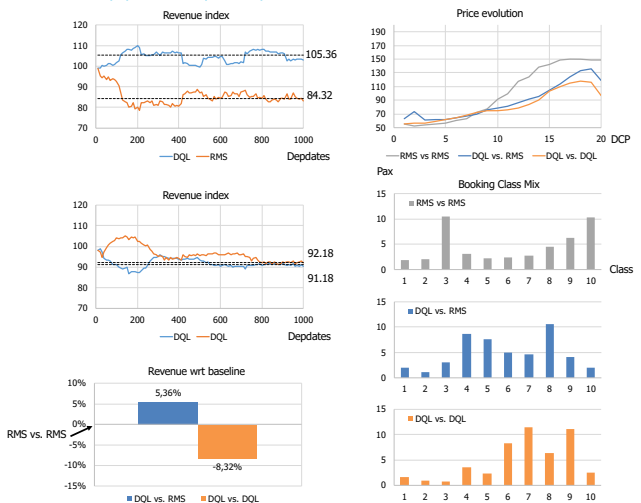 Revenue index
120
110
100
90
80
70
105.36
84.32
0 200 400 600 800 1000
DQL RMS
Depdates
Price evolution
190
170
150
130
110
90
70
50
0 5 10 15 20
DCP
RMS vs RMS DQL vs. RMS DQL vs. DQL
Revenue index
120
110
100
90
80
70
92.18
91.18
0 200 400 600 800 1000
DQL DQL
Depdates
Pax
Booking Class Mix
RMS vs RMS
15
10
5
0
1 2 3 4 5 6 7 8 9 10
Class
DQL vs. RMS
15
10
5
0
1 2 3 4 5 6 7 8 9 10
DQL vs. DQL
15
10
5
0
1 2 3 4 5 6 7 8 9 10
Revenue wrt baseline
10%
5%
0%
-5%
-10%
-15%
5,36%
-8,32%
RMS vs. RMS
DQL vs. RMS DQL vs. DQL